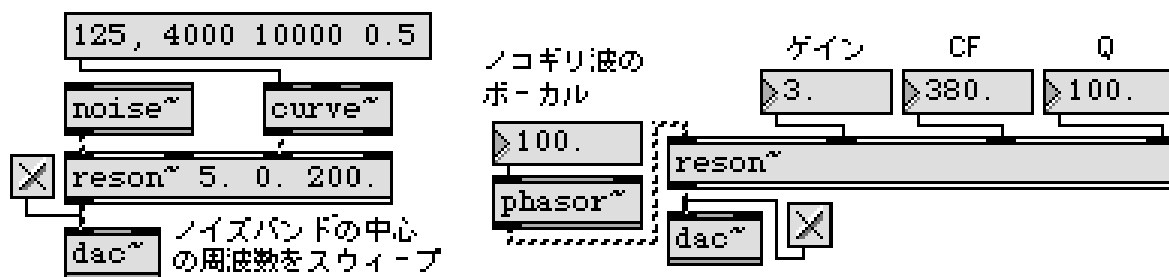 125, 4000 10000 0.5
noise~
curve~
reson~ 5. 0. 200.
dac~
ノイズバンドの中心
の周波数をスウィープ
ノコギリ波の
ボーカル
100.
phasor~
ゲイン
CF
Q
3.
380.
100.
reson~
dac~